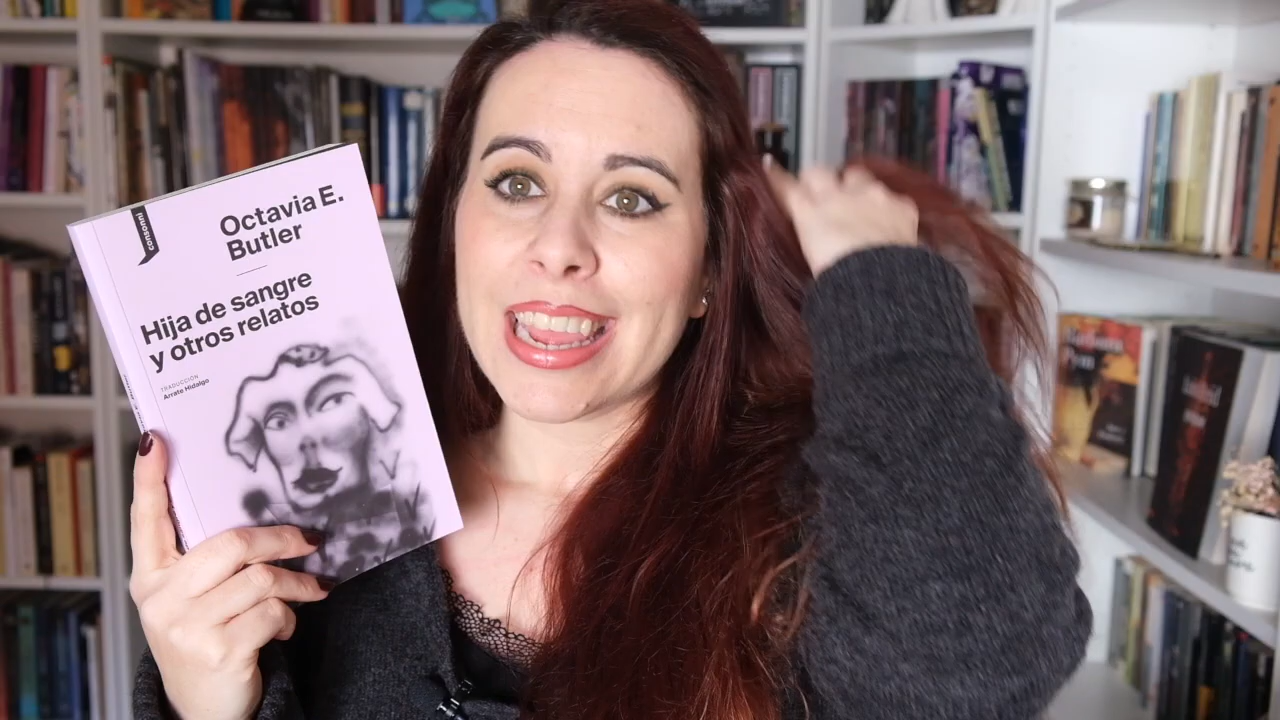 consonni
Octavia E.
Butler
Hija de sangre
y otros relatos
TRADUCCIÓN
Arrate Hidalgo